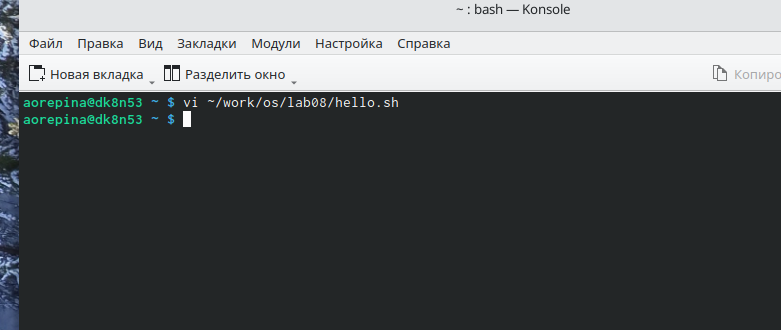 ~ : bash — Konsole
Файл Правка Вид Закладки Модули Настройка Справка
Новая вкладка Разделить окно Копиро
aorepina@dk8n53 ~ $ vi ~/work/os/lab08/hello.sh
aorepina@dk8n53 ~ $